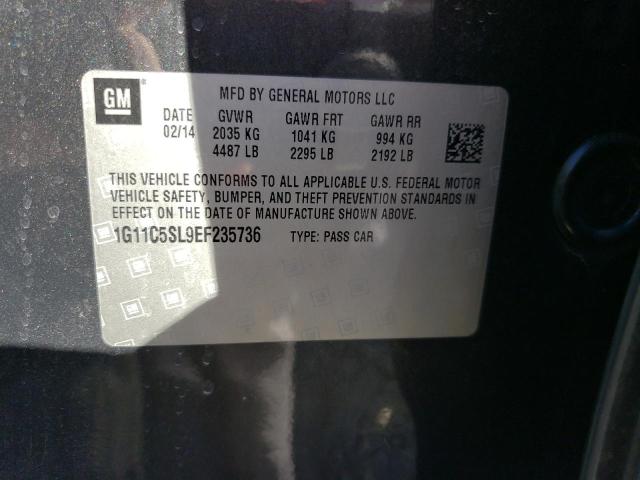 GM
MFD BY GENERAL MOTORS LLC
DATE GVWR GAWR FRT GAWR RR
02/14 2035 KG 1041 KG 994 KG
4487 LB 2295 LB 2192 LB
THIS VEHICLE CONFORMS TO ALL APPLICABLE U.S. FEDERAL MOTOR
VEHICLE SAFETY, BUMPER, AND THEFT PREVENTION STANDARDS IN
EFFECT ON THE DATE OF MANUFACTURE SHOWN ABOVE.
1G11C5SL9EF235736 TYPE: PASS CAR